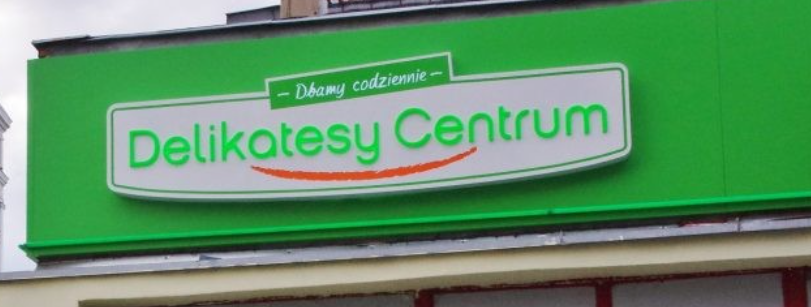 – Dbamy codziennie –
Delikatesy Centrum